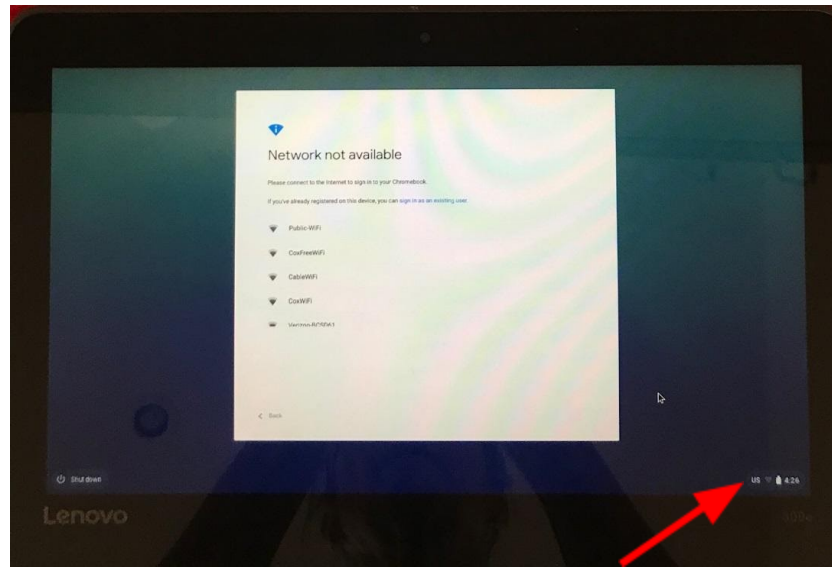 Network not available
Please connect to the Internet to sign in to your Chromebook.
If you've already registered on this device, you can sign in as an existing user.
Public-WiFi
CoxFreeWiFi
CableWiFi
CoxWiFi
Back
Shut down
US 4:26
Lenovo